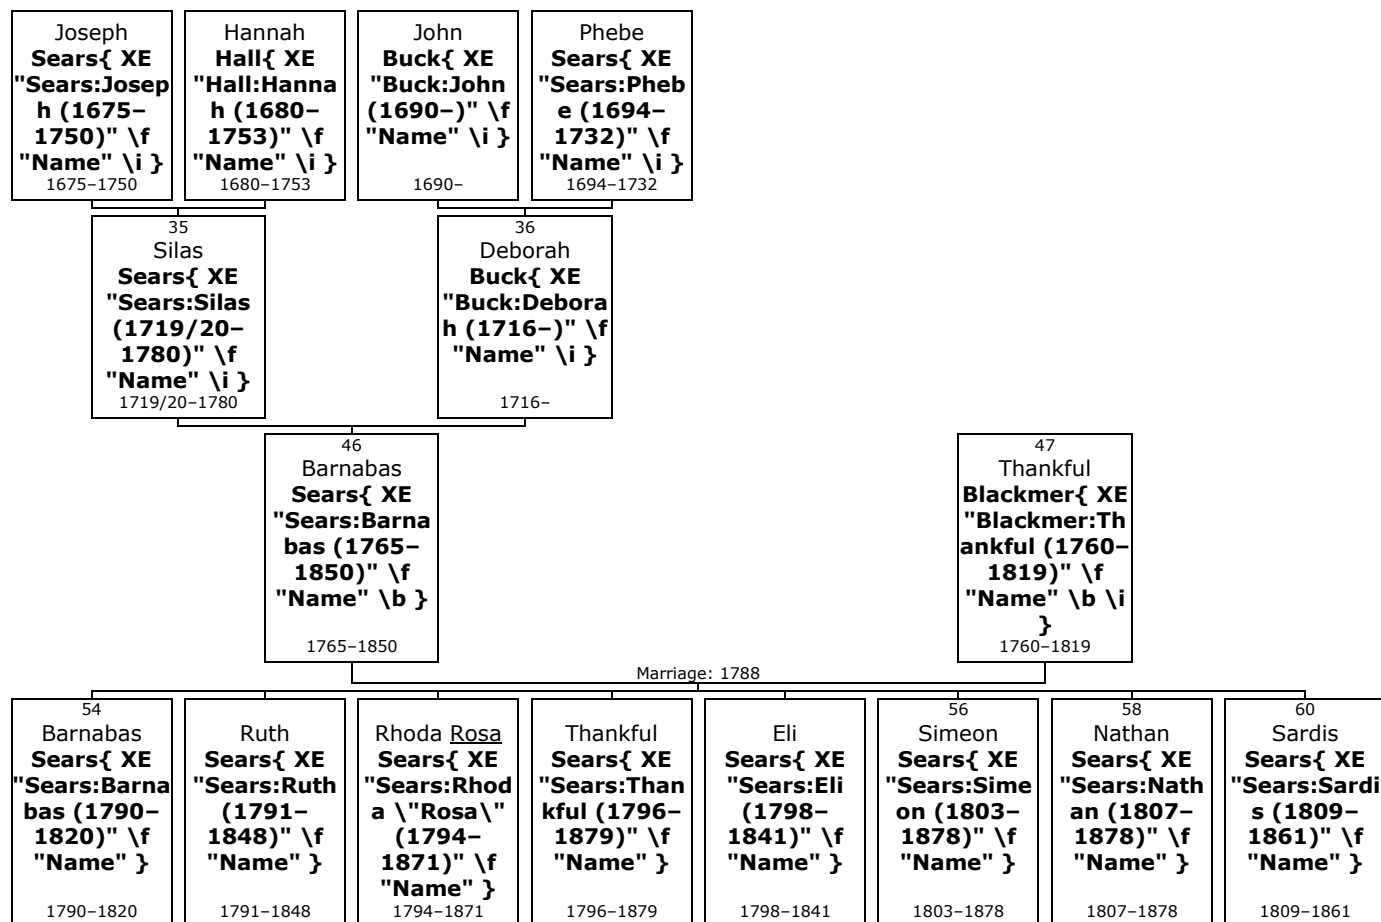 Joseph
Sears{ XE
"Sears:Josep
h (1675–
1750)" \f
"Name" \i }
1675–1750
Hannah
Hall{ XE
"Hall:Hanna
h (1680–
1753)" \f
"Name" \i }
1680–1753
John
Buck{ XE
"Buck:John
(1690–)" \f
"Name" \i }
1690–
Phebe
Sears{ XE
"Sears:Pheb
e (1694–
1732)" \f
"Name" \i }
1694–1732
35
Silas
Sears{ XE
"Sears:Silas
(1719/20–
1780)" \f
"Name" \i }
1719/20–1780
36
Deborah
Buck{ XE
"Buck:Debora
h (1716–)" \f
"Name" \i }
1716–
46
Barnabas
Sears{ XE
"Sears:Barna
bas (1765–
1850)" \f
"Name" \b }
1765–1850
47
Thankful
Blackmer{ XE
"Blackmer:Th
ankful (1760–
1819)" \f
"Name" \b \i
}
1760–1819
Marriage: 1788
54
Barnabas
Sears{ XE
"Sears:Barna
bas (1790–
1820)" \f
"Name" }
1790–1820
Ruth
Sears{ XE
"Sears:Ruth
(1791–
1848)" \f
"Name" }
1791–1848
Rhoda Rosa
Sears{ XE
"Sears:Rhod
a \"Rosa\"
(1794–
1871)" \f
"Name" }
1794–1871
Thankful
Sears{ XE
"Sears:Than
kful (1796–
1879)" \f
"Name" }
1796–1879
Eli
Sears{ XE
"Sears:Eli
(1798–
1841)" \f
"Name" }
1798–1841
56
Simeon
Sears{ XE
"Sears:Sime
on (1803–
1878)" \f
"Name" }
1803–1878
58
Nathan
Sears{ XE
"Sears:Nath
an (1807–
1878)" \f
"Name" }
1807–1878
60
Sardis
Sears{ XE
"Sears:Sardi
s (1809–
1861)" \f
"Name" }
1809–1861